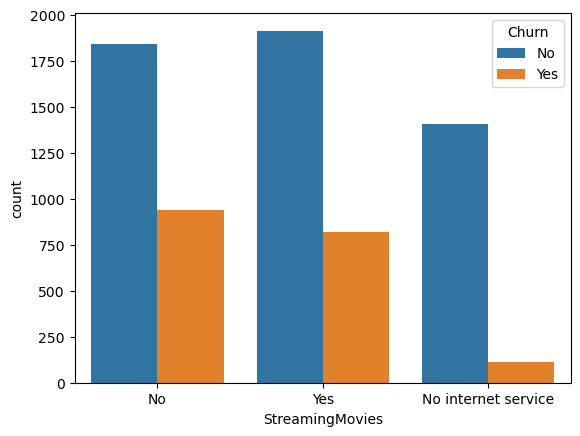 2000
1750
1500
1250
1000
750
500
250
0
count
Churn
No
Yes
No
Yes
No internet service
StreamingMovies